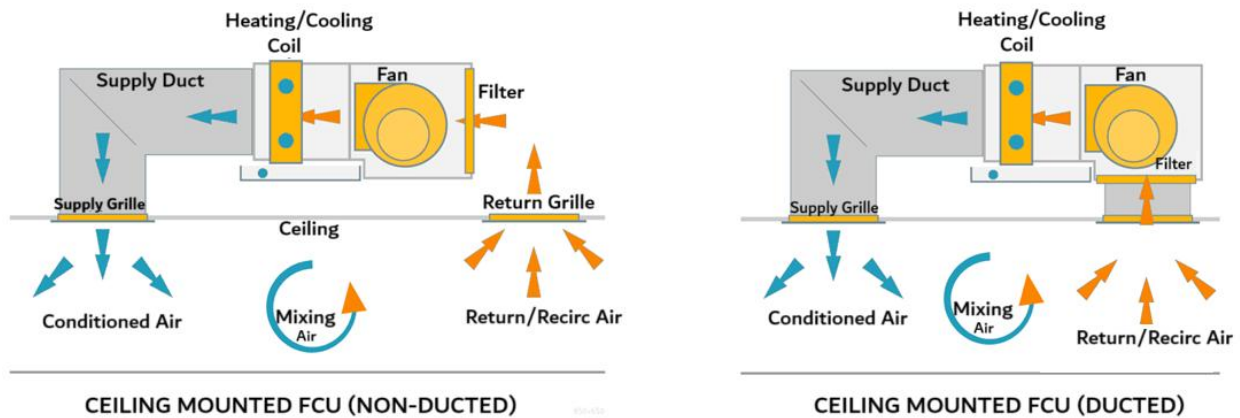 Heating/Cooling
Coil
Supply Duct
Fan
Filter
Supply Grille
Return Grille
Ceiling
Mixing
Air
Conditioned Air
Return/Recirc Air
CEILING MOUNTED FCU (NON-DUCTED)
Heating/Cooling
Coil
Supply Duct
Fan
Filter
Supply Grille
Mixing
Air
Conditioned Air
Return/Recirc Air
CEILING MOUNTED FCU (DUCTED)